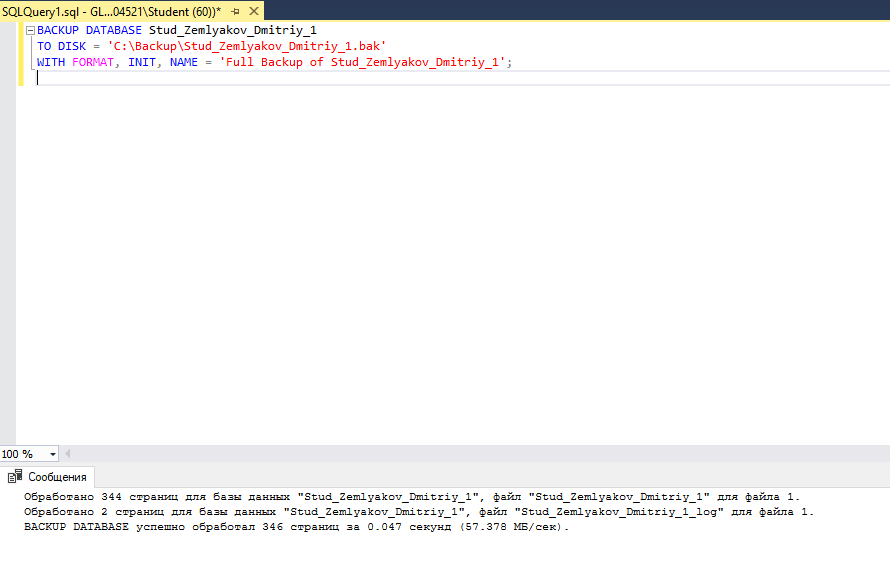 SQLQuery1.sql - GL...04521\Student (60))*
BACKUP DATABASE Stud_Zemlyakov_Dmitriy_1
TO DISK = 'C:\Backup\Stud_Zemlyakov_Dmitriy_1.bak'
WITH FORMAT, INIT, NAME = 'Full Backup of Stud_Zemlyakov_Dmitriy_1';
100 %
Сообщения
Обработано 344 страниц для базы данных "Stud_Zemlyakov_Dmitriy_1", файл "Stud_Zemlyakov_Dmitriy_1" для файла 1.
Обработано 2 страниц для базы данных "Stud_Zemlyakov_Dmitriy_1", файл "Stud_Zemlyakov_Dmitriy_1_log" для файла 1.
BACKUP DATABASE успешно обработал 346 страниц за 0.047 секунд (57.378 МБ/сек).